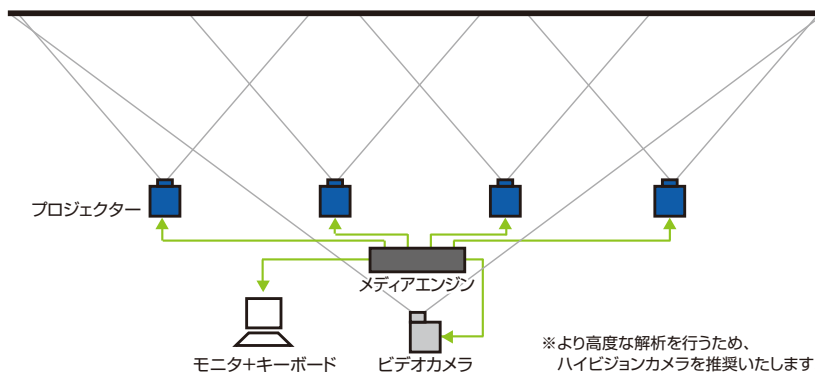 プロジェクター
メディアエンジン
モニタ+キーボード
ビデオカメラ
※より高度な解析を行うため、
ハイビジョンカメラを推奨いたします